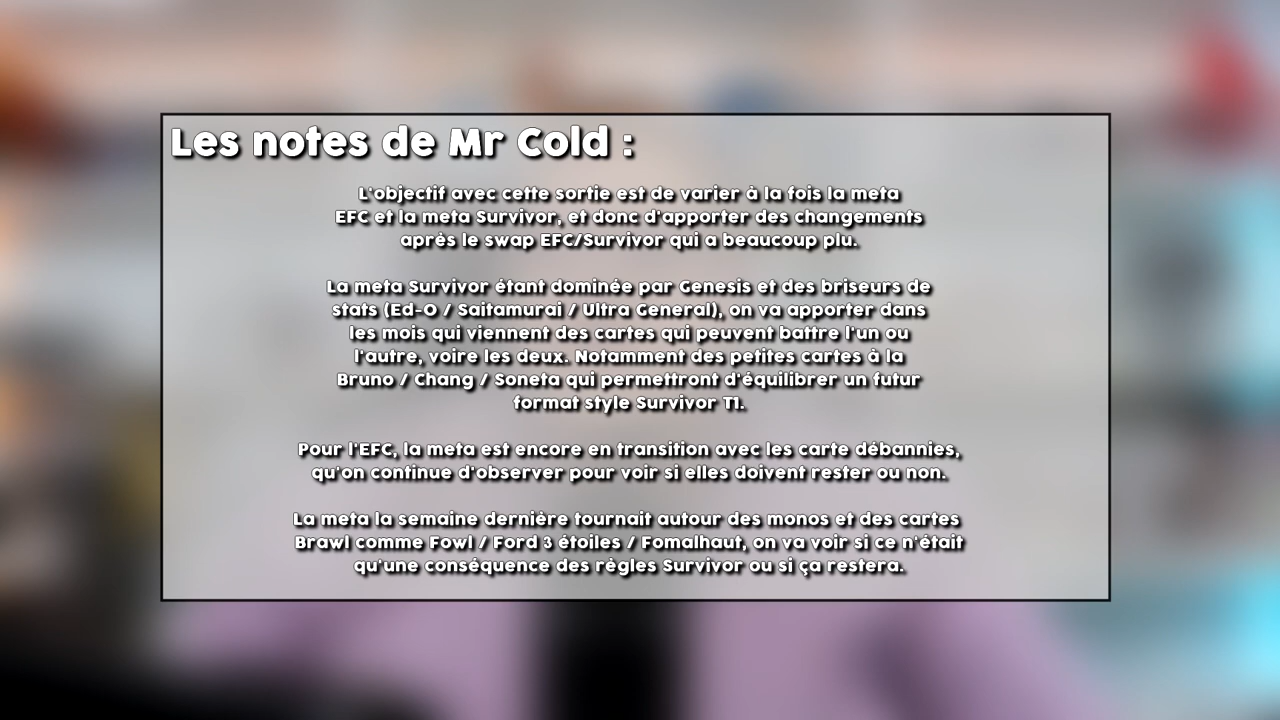 Les notes de Mr Cold :
L'objectif avec cette sortie est de varier à la fois la meta
EFC et la meta Survivor, et donc d'apporter des changements
après le swap EFC/Survivor qui a beaucoup plu.
La meta Survivor étant dominée par Genesis et des briseurs de
stats (Ed-O / Saitamurai / Ultra General), on va apporter dans
les mois qui viennent des cartes qui peuvent battre l'un ou
l'autre, voire les deux. Notamment des petites cartes à la
Bruno / Chang / Soneta qui permettront d'équilibrer un futur
format style Survivor T1.
Pour l'EFC, la meta est encore en transition avec les carte débannies,
qu'on continue d'observer pour voir si elles doivent rester ou non.
La meta la semaine dernière tournait autour des monos et des cartes
Brawl comme Fowl / Ford 3 étoiles / Fomalhaut, on va voir si ce n'était
qu'une conséquence des règles Survivor ou si ça restera.